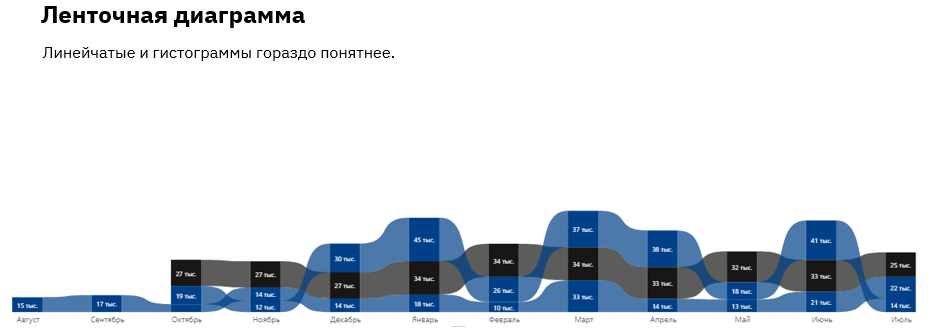 Ленточная диаграмма
Линейчатые и гистограммы гораздо понятнее.
37 тыс.
45 тыс.
41 тыс.
38 тыс.
30 тыс.
34 тыс.
34 тыс.
32 тыс.
25 тыс.
27 тыс.
27 тыс.
27 тыс.
34 тыс.
33 тыс.
33 тыс.
19 тыс.
14 тыс.
26 тыс.
33 тыс.
18 тыс.
22 тыс.
15 тыс.
17 тыс.
12 тыс.
14 тыс.
18 тыс.
10 тыс.
14 тыс.
13 тыс.
21 тыс.
14 тыс.
Август Сентябрь Октябрь Ноябрь Декабрь Январь Февраль Март Апрель Май Июнь Июль